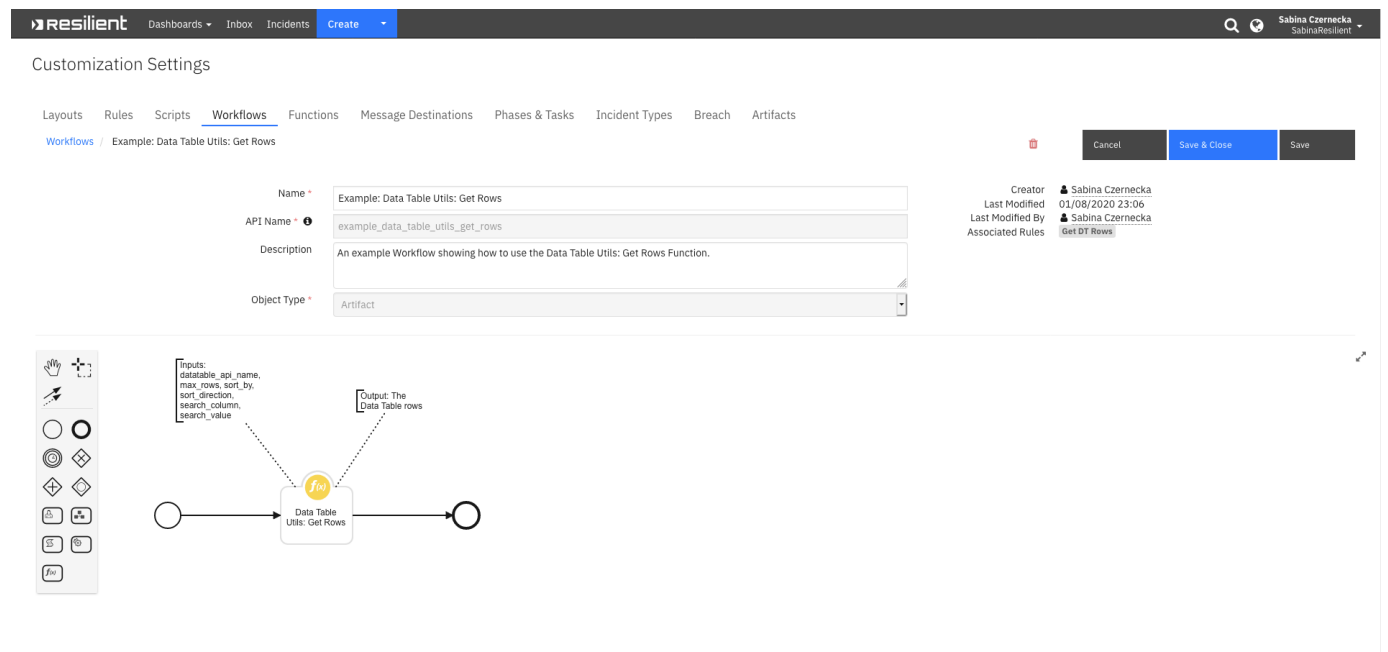 Resilient Dashboards Inbox Incidents Create Sabina Czernecka
SabinaResilient
Customization Settings
Layouts Rules Scripts Workflows Functions Message Destinations Phases & Tasks Incident Types Breach Artifacts
Workflows / Example: Data Table Utils: Get Rows Cancel Save & Close Save
Name * Example: Data Table Utils: Get Rows
API Name * example_data_table_utils_get_rows
Description An example Workflow showing how to use the Data Table Utils: Get Rows Function.
Object Type * Artifact
Creator Sabina Czernecka
Last Modified 01/08/2020 23:06
Last Modified By Sabina Czernecka
Associated Rules Get DT Rows
Inputs:
datatable_api_name,
max_rows, sort_by,
sort_direction,
search_column,
search_value
Output: The
Data Table rows
f(x)
Data Table
Utils: Get Rows
f(x)